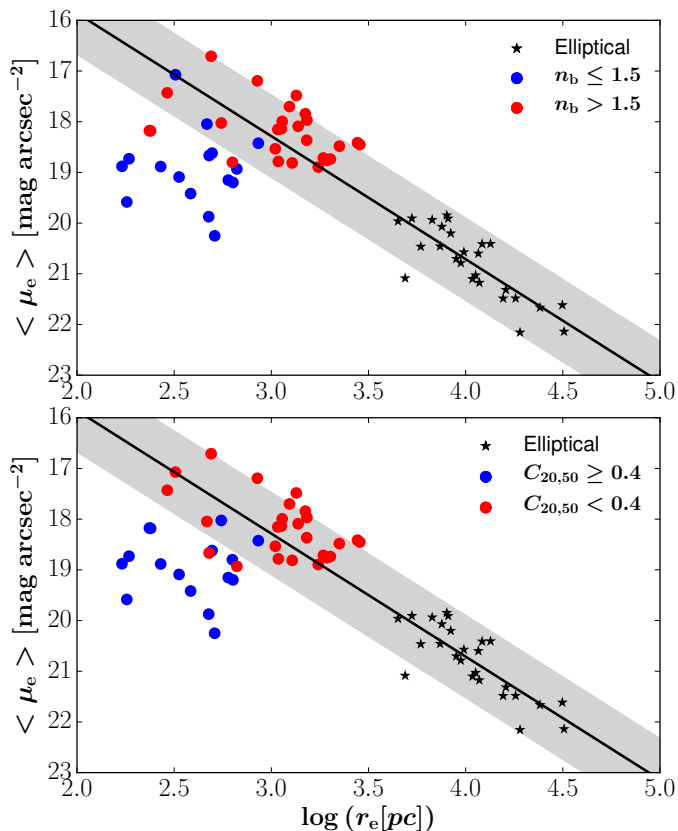 16
17
18
19
20
21
22
23
2.0 2.5 3.0 3.5 4.0 4.5 5.0
< μe > [mag arcsec−2]
Elliptical
nb ≤ 1.5
nb > 1.5
16
17
18
19
20
21
22
23
2.0 2.5 3.0 3.5 4.0 4.5 5.0
< μe > [mag arcsec−2]
Elliptical
C20,50 ≥ 0.4
C20,50 < 0.4
log (re[pc])